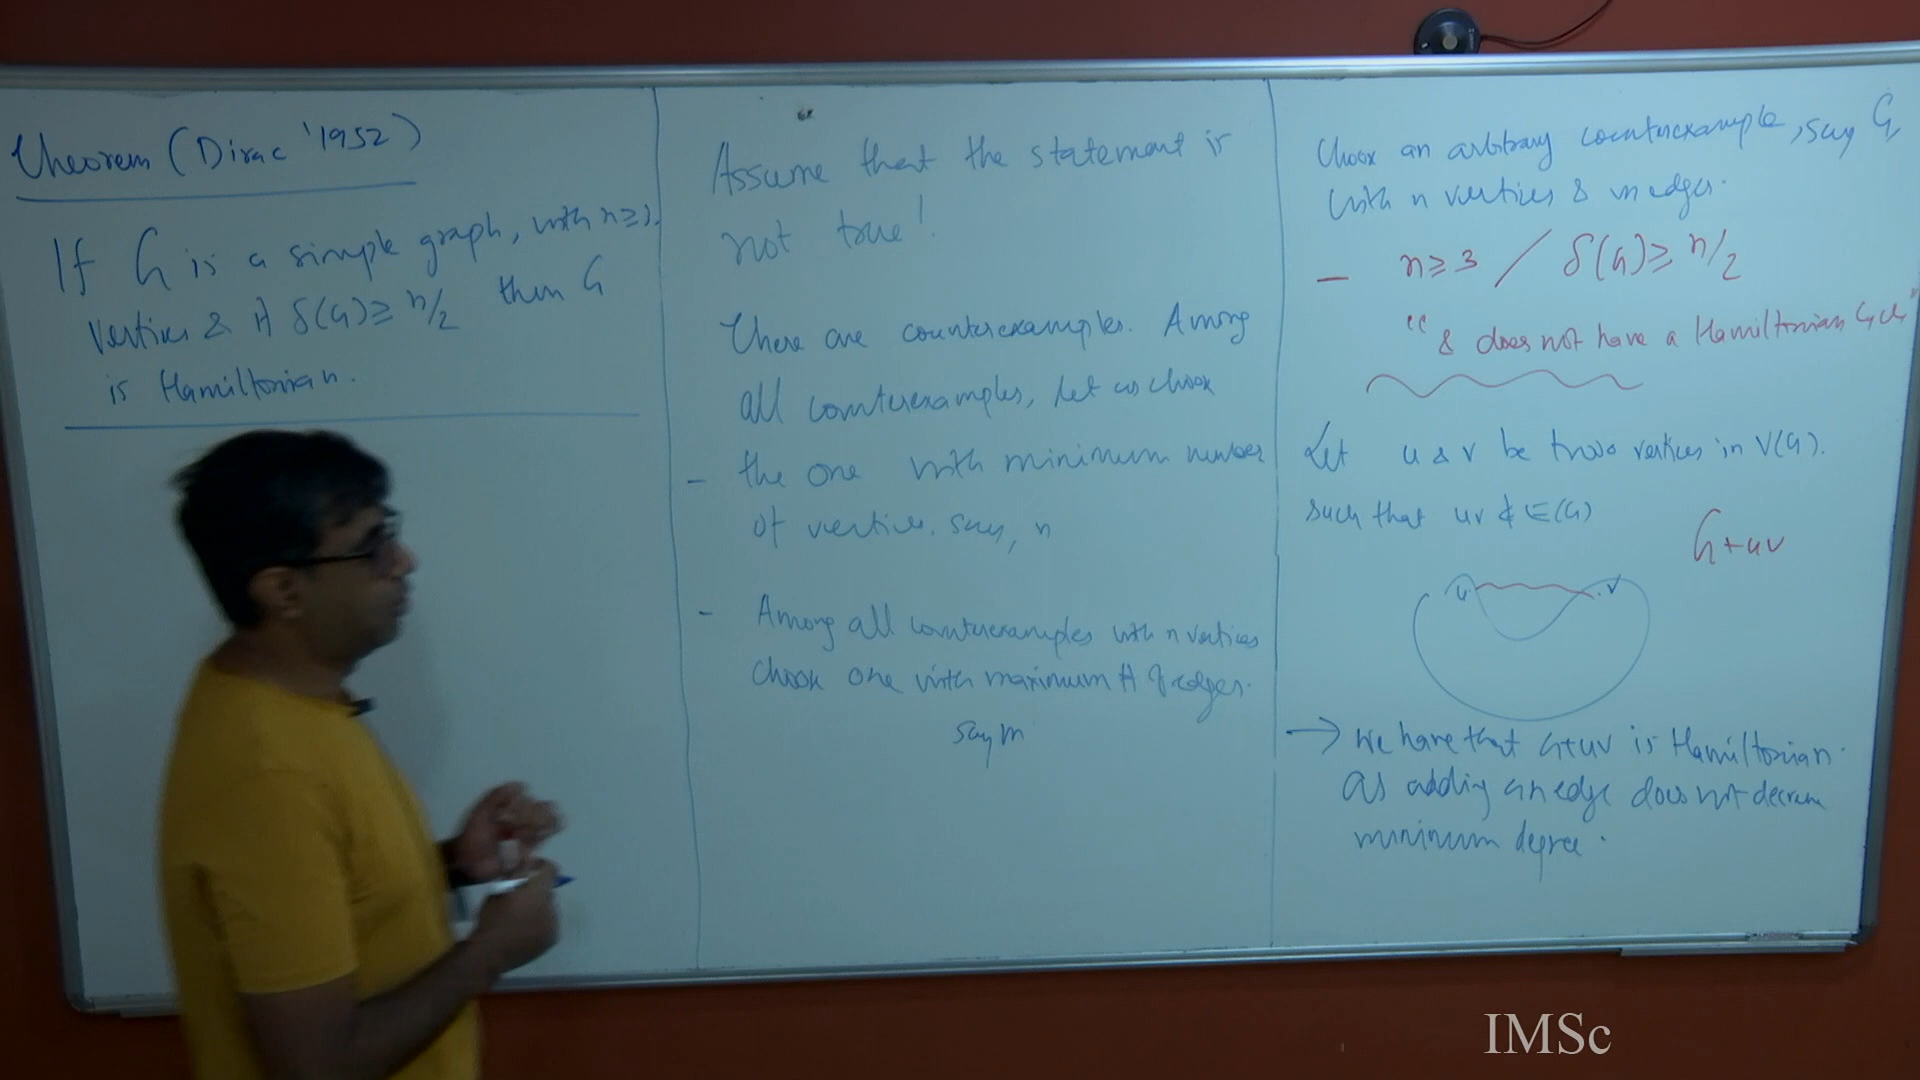 Theorem (Dirac '1952)
If G is a simple graph, with n≥3
vertices & if δ(G)≥ n/2 then G
is Hamiltonian.
Assume that the statement is
not true!
There are counterexamples. Among
all counterexamples, let us choose
- the one with minimum number
of vertices. say, n
- Among all counterexamples with n vertices
choose one with maximum # of edges.
say m
Choose an arbitrary counterexample, say G,
with n vertices & m edges.
- n≥3 / δ(G)≥ n/2
"& does not have a Hamiltonian Cycle"
Let u & v be two vertices in V(G).
such that uv ∉ E(G)
G+uv
u v
→ We have that G+uv is Hamiltonian.
as adding an edge does not decrease
minimum degree.
IMSc